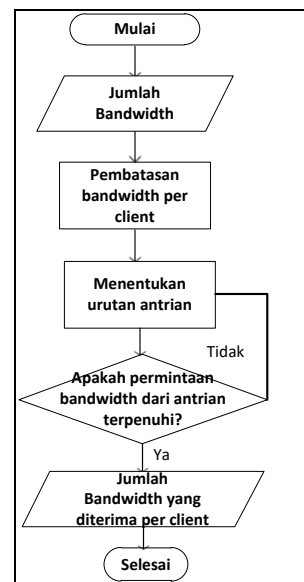 Mulai
Jumlah
Bandwidth
Pembatasan
bandwidth per
client
Menentukan
urutan antrian
Tidak
Apakah permintaan
bandwidth dari antrian
terpenuhi?
Ya
Jumlah
Bandwidth yang
diterima per client
Selesai